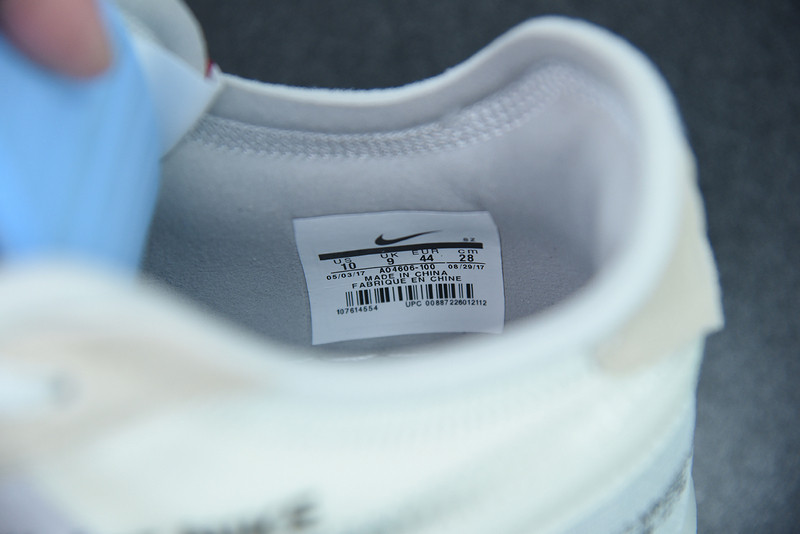 SZ
US UK EUR cm
10 9 44 28
05/03/17 AO4606-100 08/29/17
MADE IN CHINA
FABRIQUE EN CHINE
107614554 UPC 00887226012112